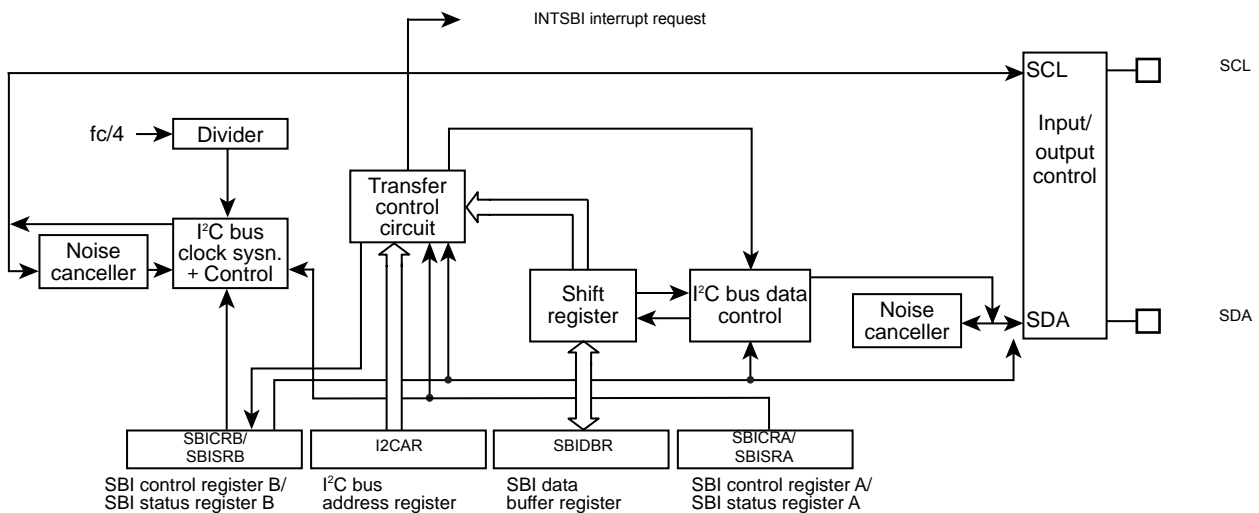 INTSBI interrupt request
SCL
SCL
fc/4
Divider
Input/
output
control
Transfer
control
circuit
I²C bus
clock sysn.
+ Control
Noise
canceller
Shift
register
I²C bus data
control
Noise
canceller
SDA
SDA
SBICRB/
SBISRB
I2CAR
SBIDBR
SBICRA/
SBISRA
SBI control register B/
SBI status register B
I²C bus
address register
SBI data
buffer register
SBI control register A/
SBI status register A